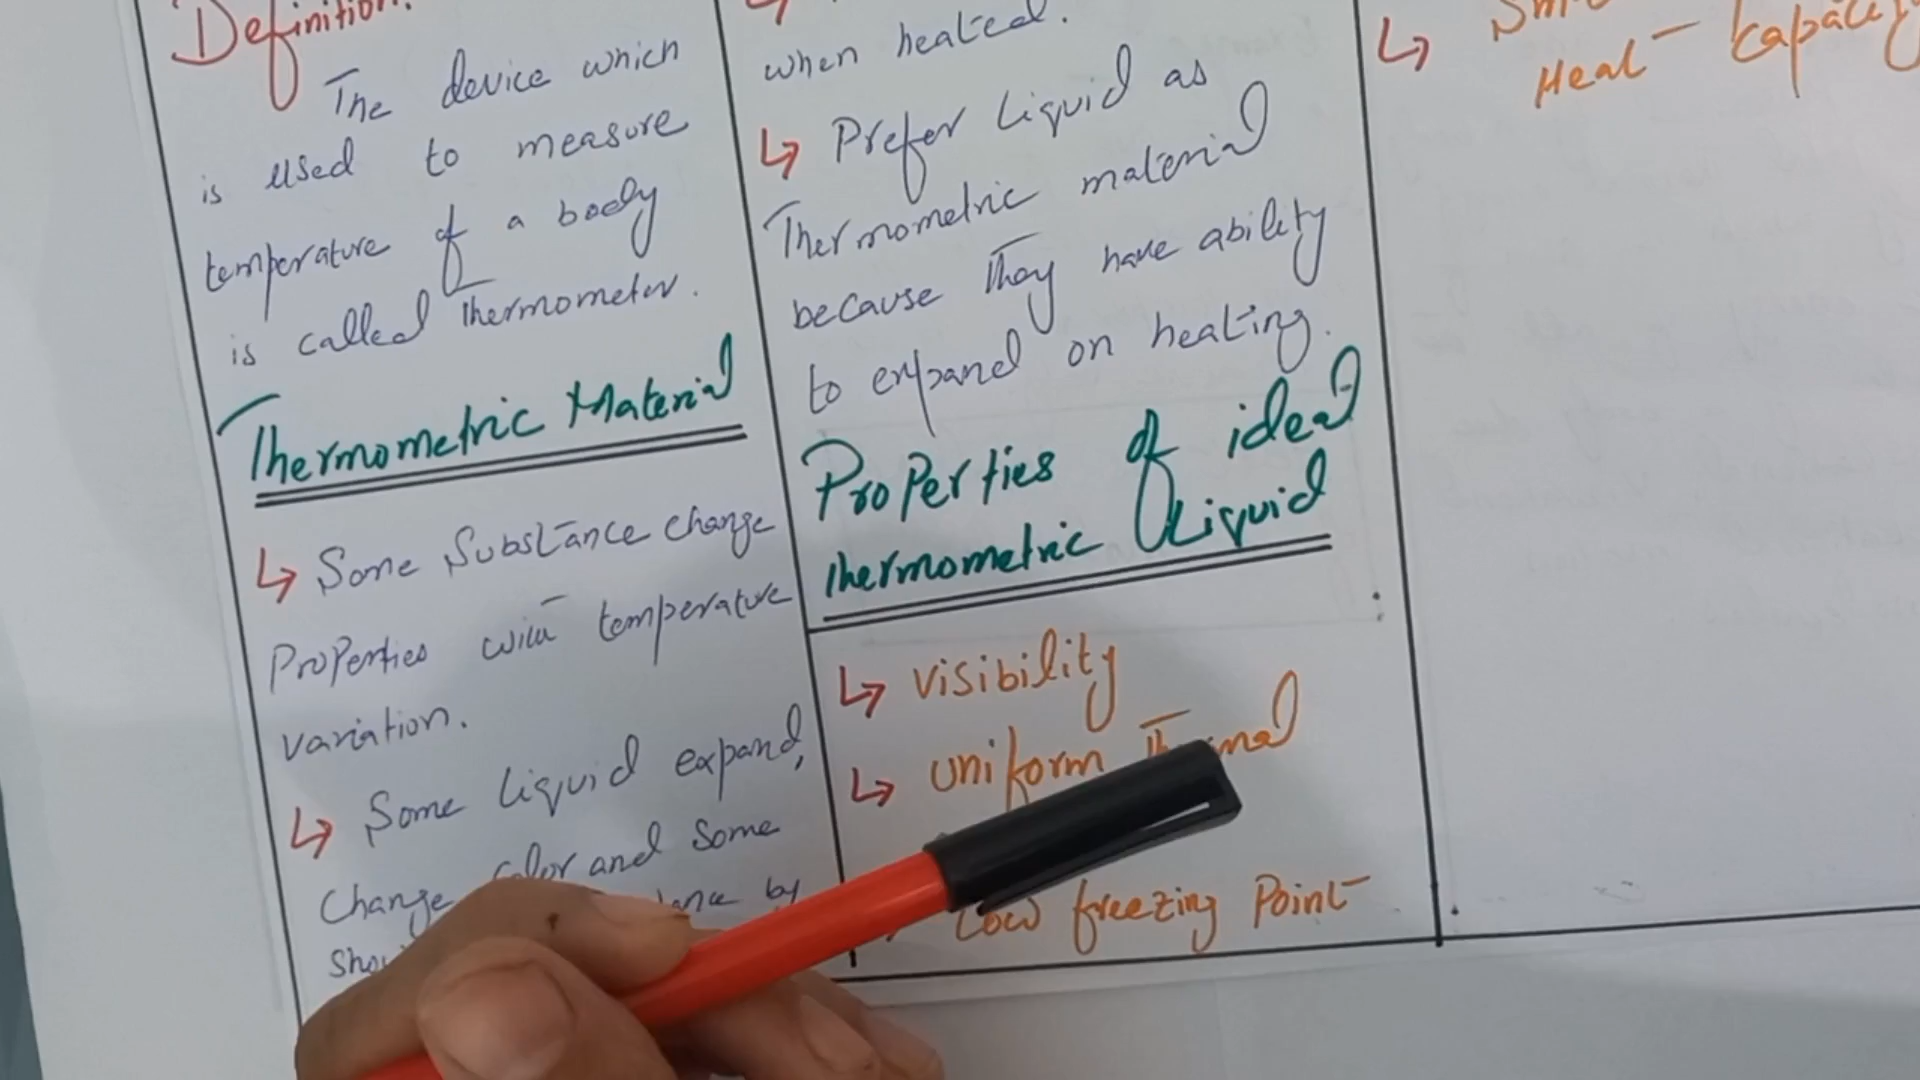 Definition.
The device which
is used to measure
temperature of a body
is called thermometer.
Thermometric Material
↳ Some Substance change
Properties with temperature
variation.
↳ Some liquid expand,
Change color and some
by
when heated.
↳ Prefer liquid as
Thermometric material
because they have ability
to expand on heating.
Properties of ideal
thermometric Liquid
↳ visibility
↳ uniform thermal
Low freezing Point
↳
Heat Capacity